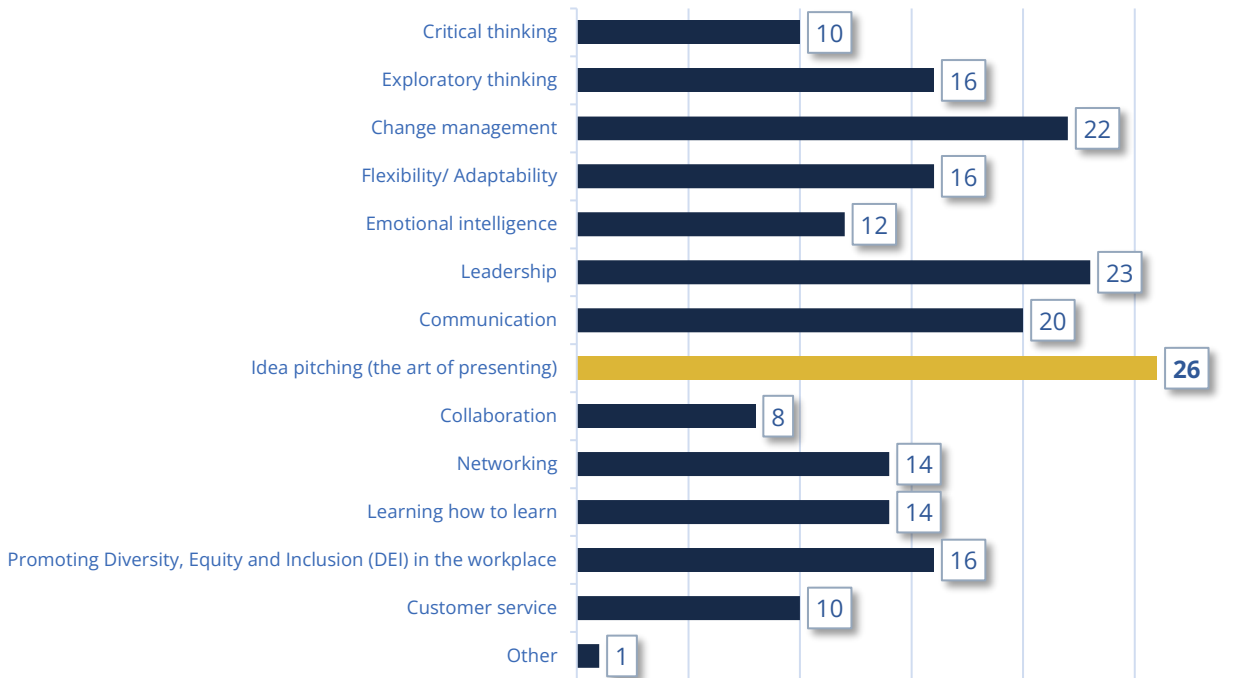 Critical thinking 10
Exploratory thinking 16
Change management 22
Flexibility/ Adaptability 16
Emotional intelligence 12
Leadership 23
Communication 20
Idea pitching (the art of presenting) 26
Collaboration 8
Networking 14
Learning how to learn 14
Promoting Diversity, Equity and Inclusion (DEI) in the workplace 16
Customer service 10
Other 1